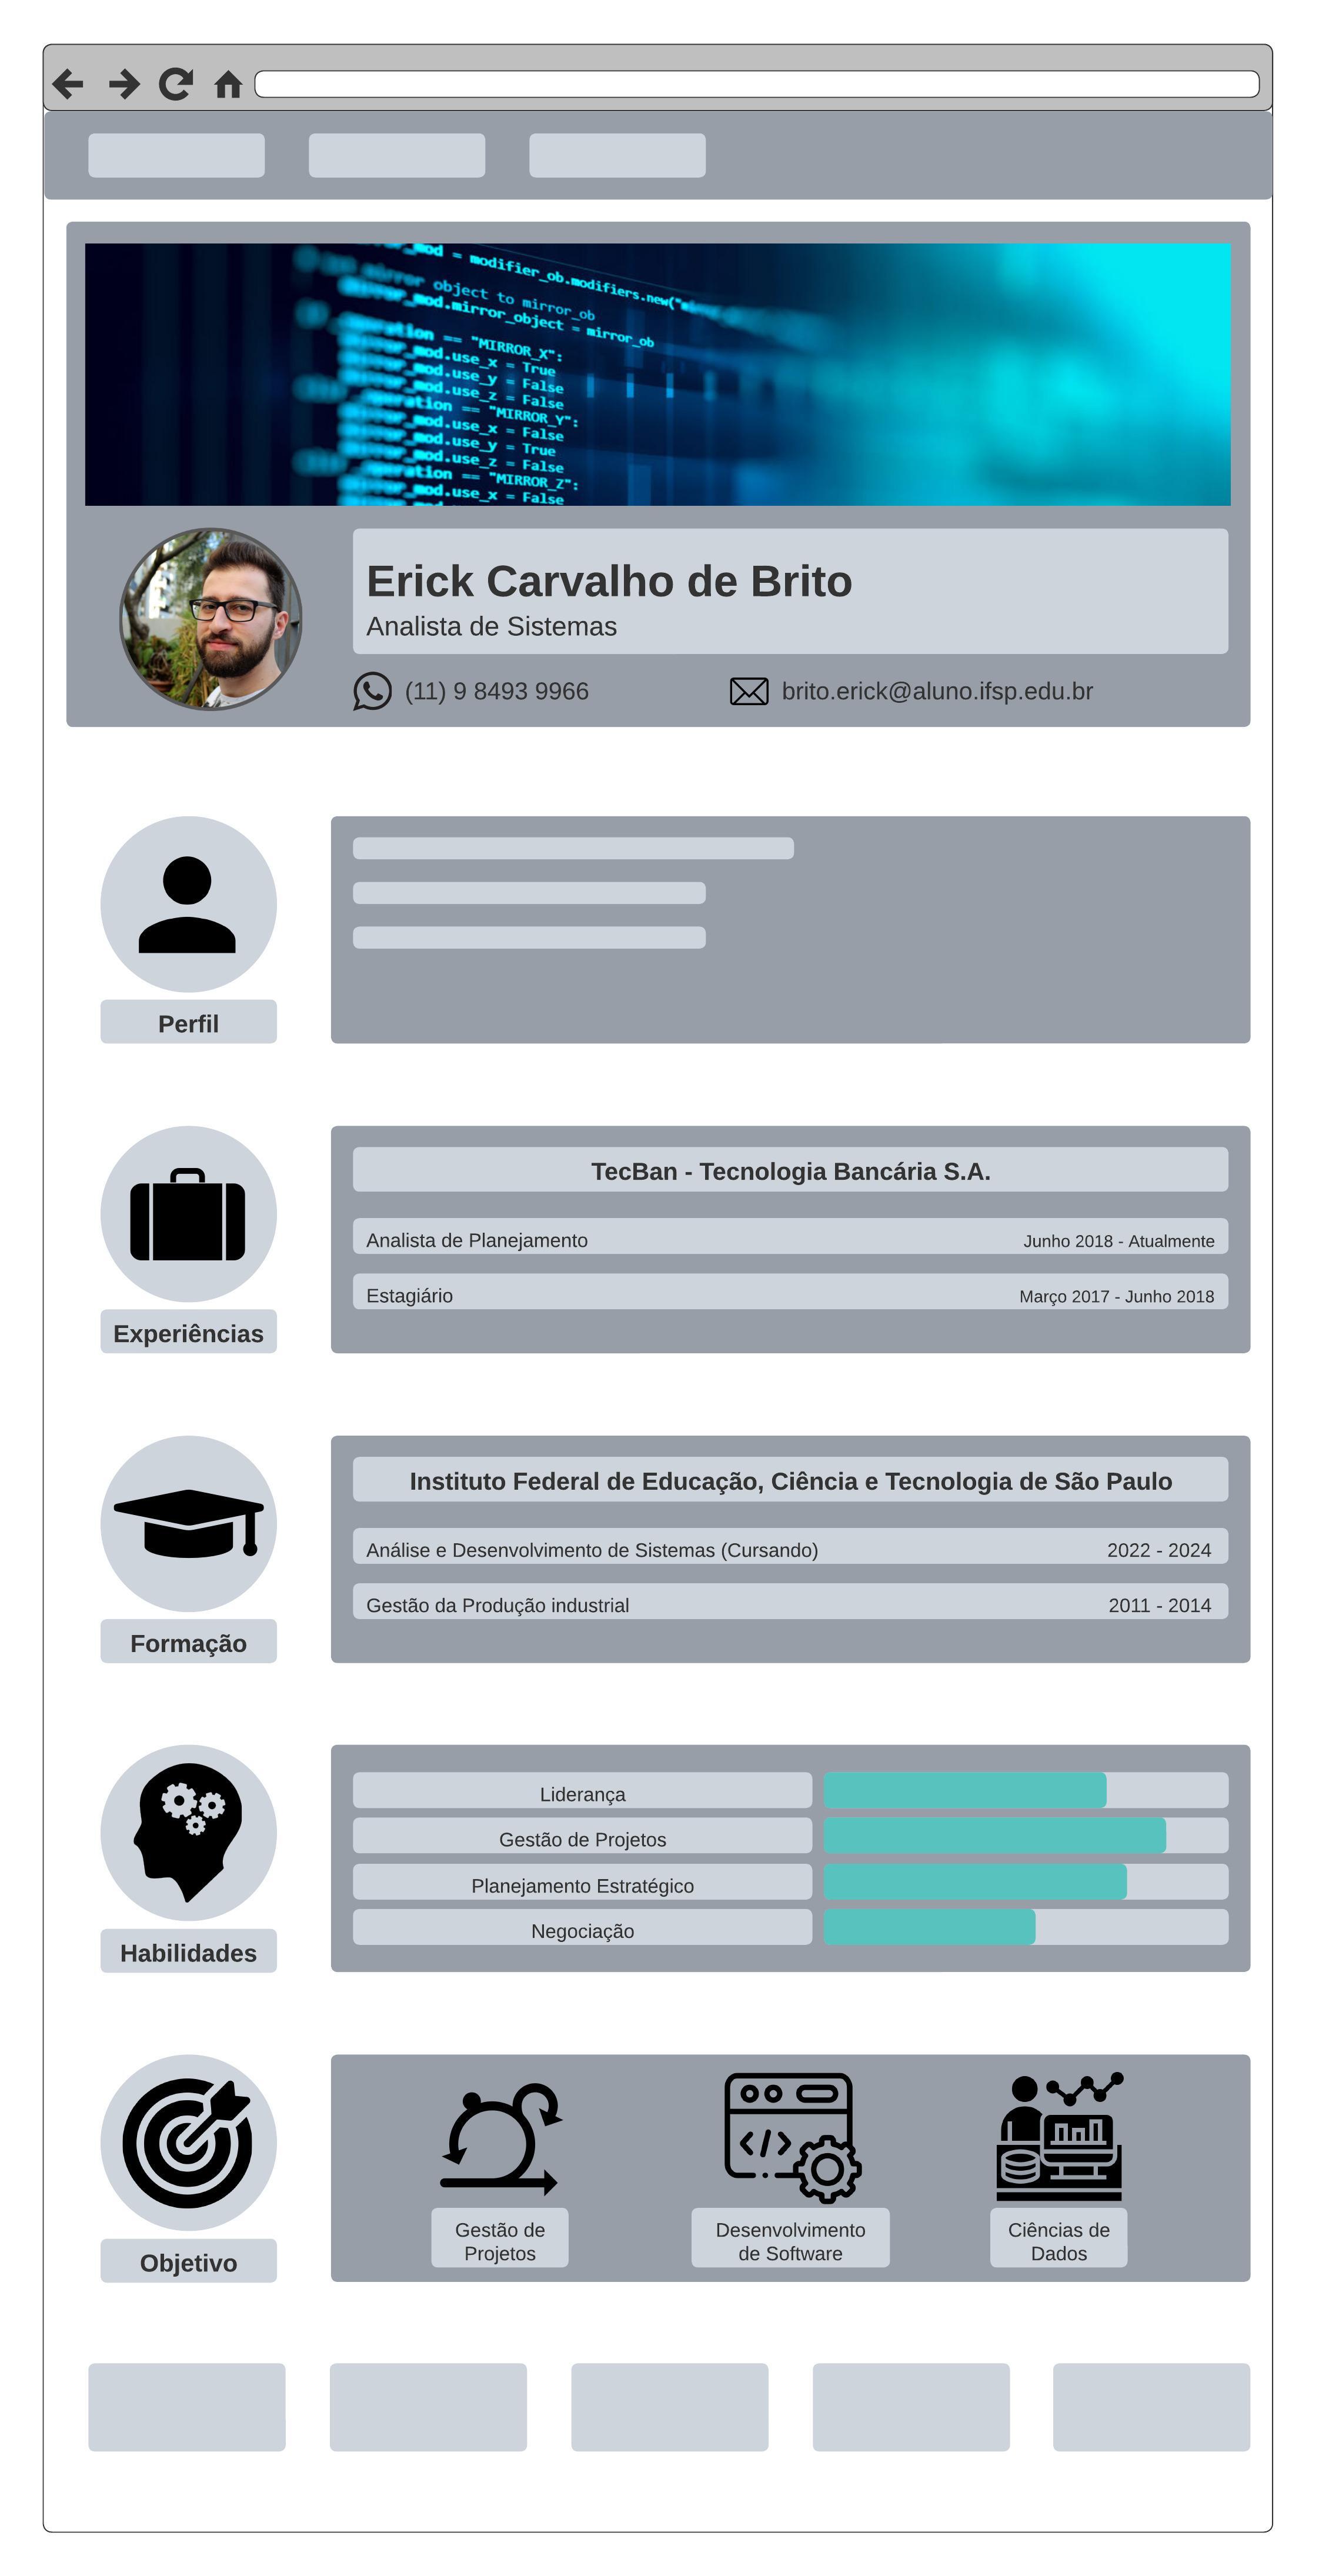 mod = modifier_ob.modifiers.new("
mirror object to mirror_ob
mirror_mod.mirror_object = mirror_ob
operation == "MIRROR_X":
mirror_mod.use_x = True
mirror_mod.use_y = False
mirror_mod.use_z = False
operation == "MIRROR_Y":
mirror_mod.use_x = False
mirror_mod.use_y = True
mirror_mod.use_z = False
operation == "MIRROR_Z":
mirror_mod.use_x = False
Erick Carvalho de Brito
Analista de Sistemas
(11) 9 8493 9966
brito.erick@aluno.ifsp.edu.br
Perfil
TecBan - Tecnologia Bancária S.A.
Analista de Planejamento
Junho 2018 - Atualmente
Estagiário
Março 2017 - Junho 2018
Experiências
Instituto Federal de Educação, Ciência e Tecnologia de São Paulo
Análise e Desenvolvimento de Sistemas (Cursando)
2022 - 2024
Gestão da Produção industrial
2011 - 2014
Formação
Liderança
Gestão de Projetos
Planejamento Estratégico
Negociação
Habilidades
Gestão de
Projetos
Desenvolvimento
de Software
Ciências de
Dados
Objetivo